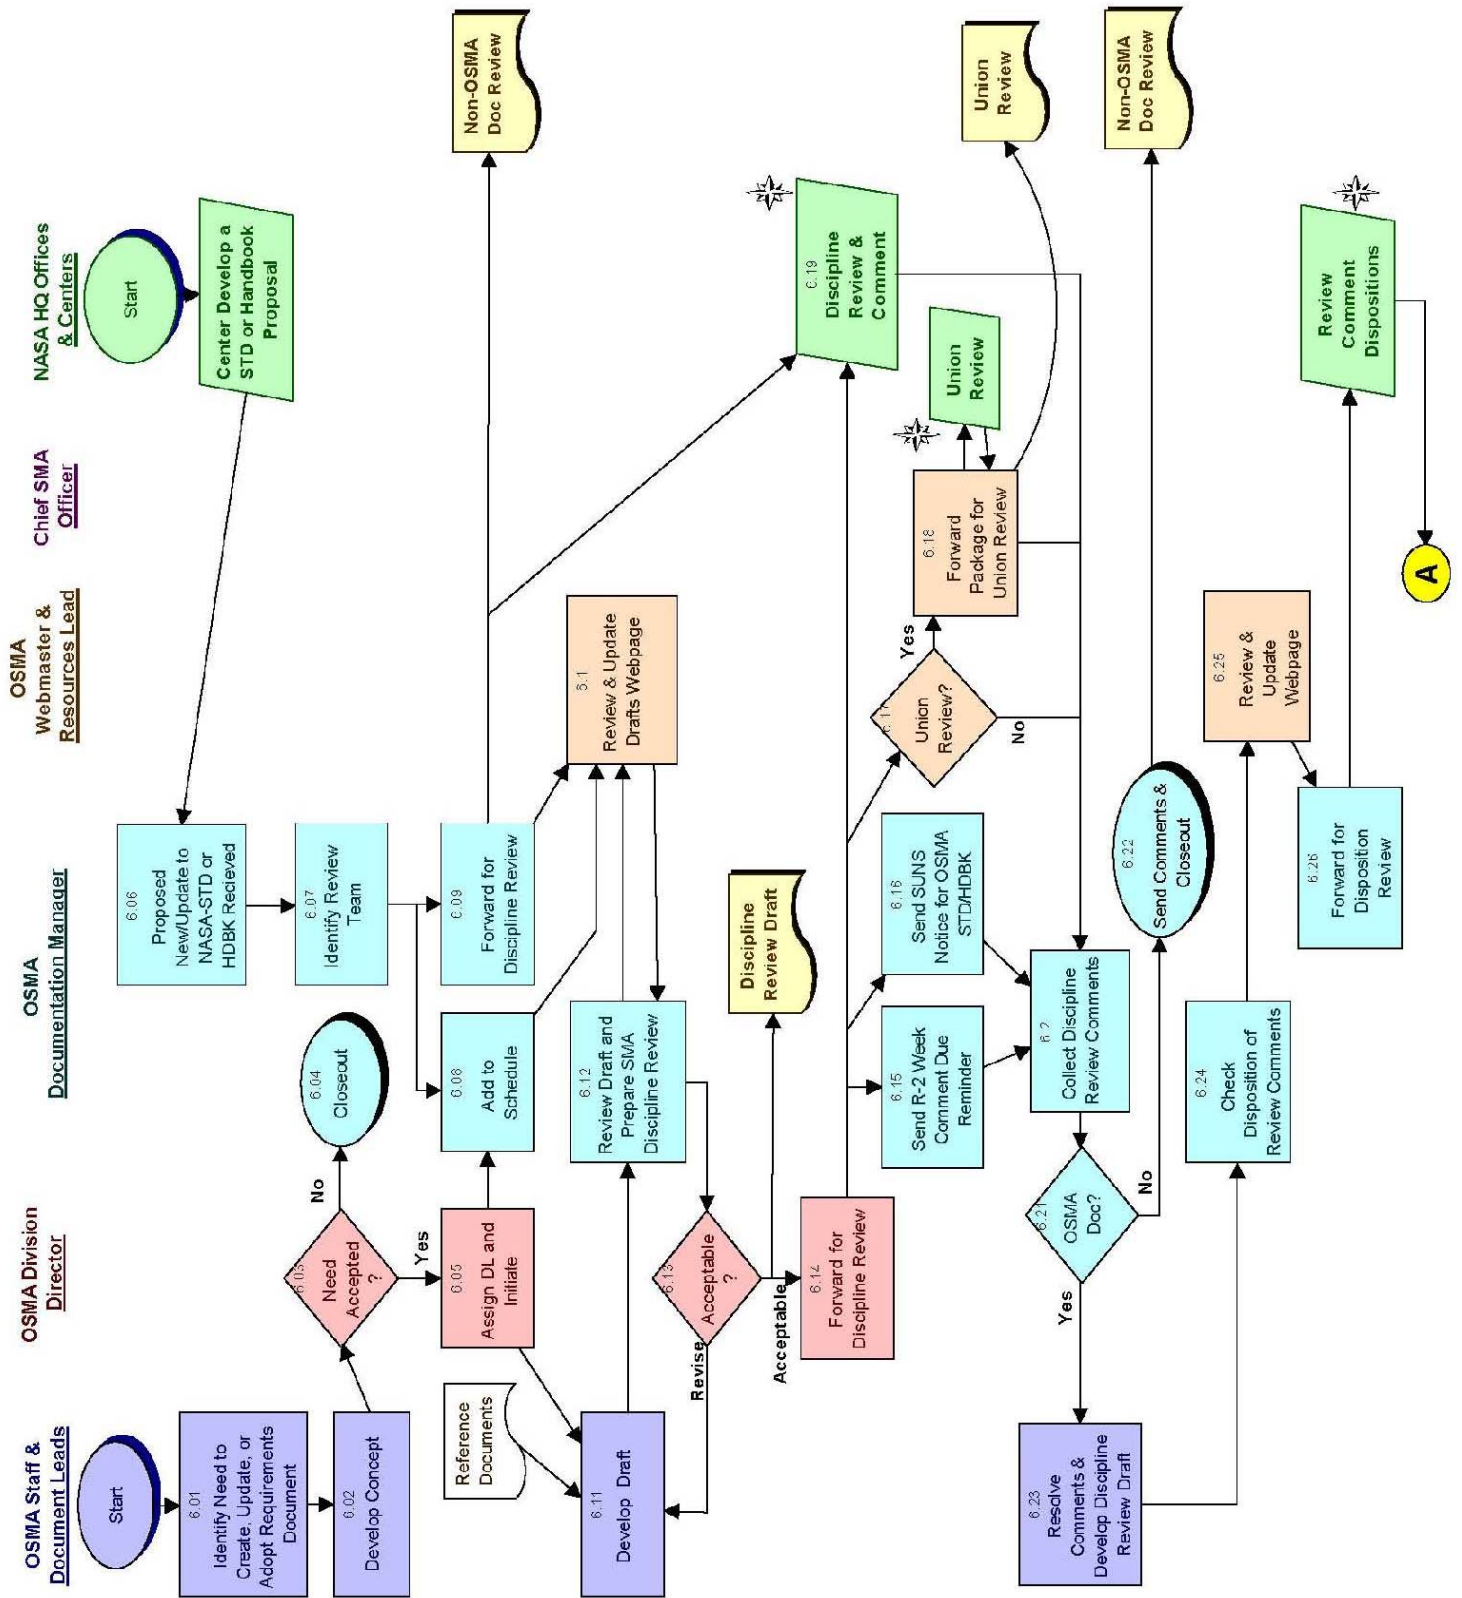 OSMA Staff &
Document Leads
OSMA Division
Director
OSMA
Documentation Manager
OSMA
Webmaster &
Resources Lead
Chief SMA
Officer
NASA HQ Offices
& Centers
Start
Start
6.01
Identify Need to
Create, Update, or
Adopt Requirements
Document
Center Develop a
STD or Handbook
Proposal
6.06
Proposed
New/Update to
NASA-STD or
HDBK Recieved
6.02
Develop Concept
6.03
Need
Accepted
?
No
Yes
6.04
Closeout
6.07
Identify Review
Team
Reference
Documents
6.05
Assign DL and
Initiate
6.08
Add to
Schedule
6.09
Forward for
Discipline Review
Non-OSMA
Doc Review
6.11
Develop Draft
6.12
Review Draft and
Prepare SMA
Discipline Review
6.1
Review & Update
Drafts Webpage
6.13
Acceptable
?
Revise
Acceptable
Discipline
Review Draft
6.14
Forward for
Discipline Review
6.19
Discipline
Review &
Comment
6.15
Send R-2 Week
Comment Due
Reminder
6.16
Send SUNS
Notice for OSMA
STD/HDBK
6.17
Union
Review?
Yes
No
6.18
Forward
Package for
Union Review
Union
Review
Union
Review
6.2
Collect Discipline
Review Comments
6.21
OSMA
Doc?
Yes
No
6.22
Send Comments &
Closeout
Non-OSMA
Doc Review
6.23
Resolve
Comments &
Develop Discipline
Review Draft
6.24
Check
Disposition of
Review Comments
6.25
Review &
Update
Webpage
6.26
Forward for
Disposition
Review
Review
Comment
Dispositions
A